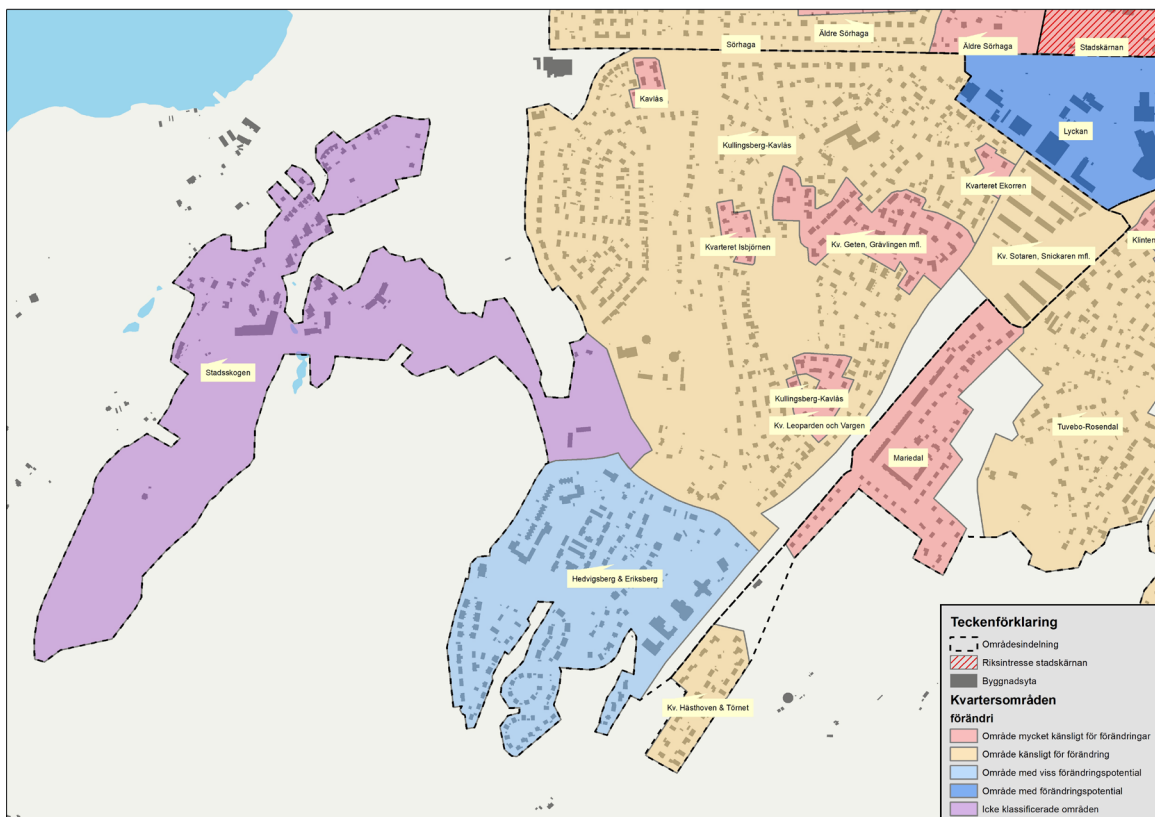 Äldre Sörhaga
Sörhaga
Äldre Sörhaga
Stadskärnan
Kavlås
Lyckan
Kullingsberg-Kavlås
Kvarteret Ekorren
Klinten
Kvarteret Isbjörnen
Kv. Geten, Grävlingen mfl.
Kv. Sotaren, Snickaren mfl.
Stadsskogen
Kullingsberg-Kavlås
Kv. Leoparden och Vargen
Tuvebo-Rosendal
Mariedal
Hedvigsberg & Eriksberg
Kv. Hästhoven & Törnet
Teckenförklaring
Områdesindelning
Riksintresse stadskärnan
Byggnadsyta
Kvartersområden
förändri
Område mycket känsligt för förändringar
Område känsligt för förändring
Område med viss förändringspotential
Område med förändringspotential
Icke klassificerade områden